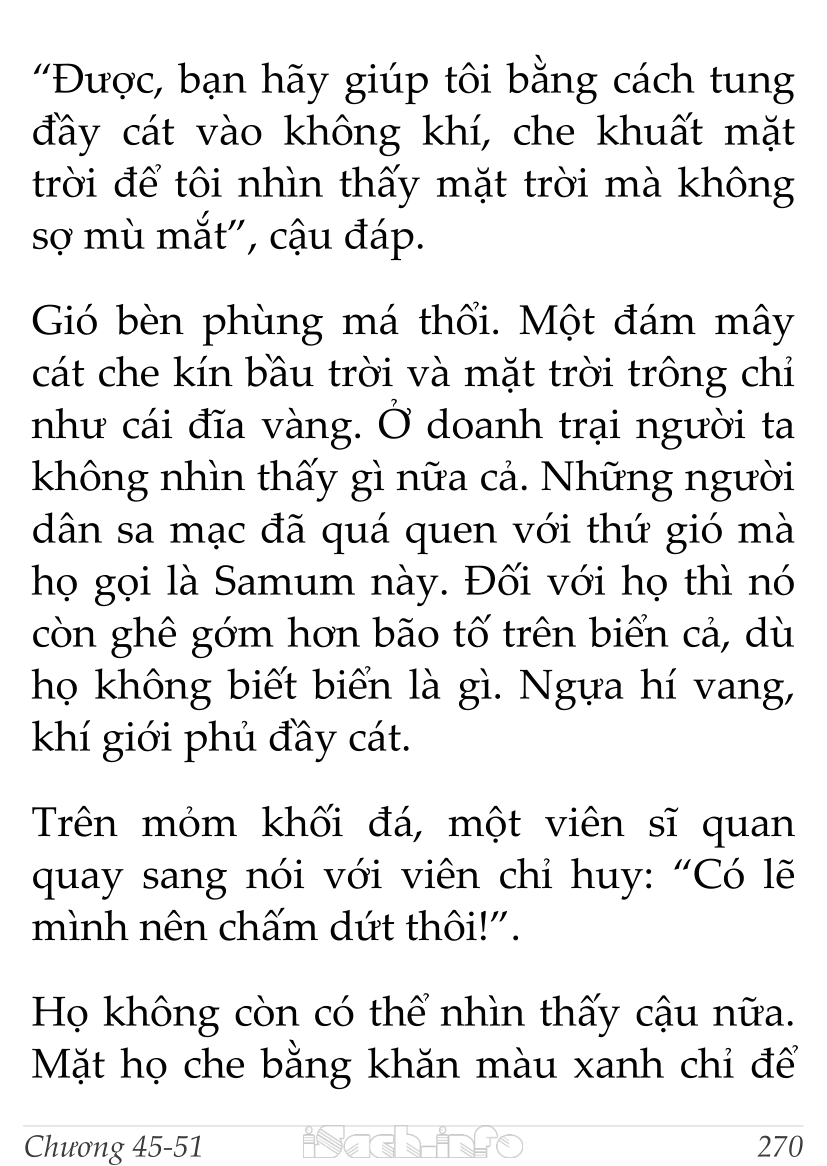 “Được, bạn hãy giúp tôi bằng cách tung
đầy cát vào không khí, che khuất mặt
trời để tôi nhìn thấy mặt trời mà không
sợ mù mắt”, cậu đáp.
Gió bèn phùng má thổi. Một đám mây
cát che kín bầu trời và mặt trời trông chỉ
như cái đĩa vàng. Ở doanh trại người ta
không nhìn thấy gì nữa cả. Những người
dân sa mạc đã quá quen với thứ gió mà
họ gọi là Samum này. Đối với họ thì nó
còn ghê gớm hơn bão tố trên biển cả, dù
họ không biết biển là gì. Ngựa hí vang,
khí giới phủ đầy cát.
Trên mỏm khối đá, một viên sĩ quan
quay sang nói với viên chỉ huy: “Có lẽ
mình nên chấm dứt thôi!”.
Họ không còn có thể nhìn thấy cậu nữa.
Mặt họ che bằng khăn màu xanh chỉ để
Chương 45-51 iSach.info 270